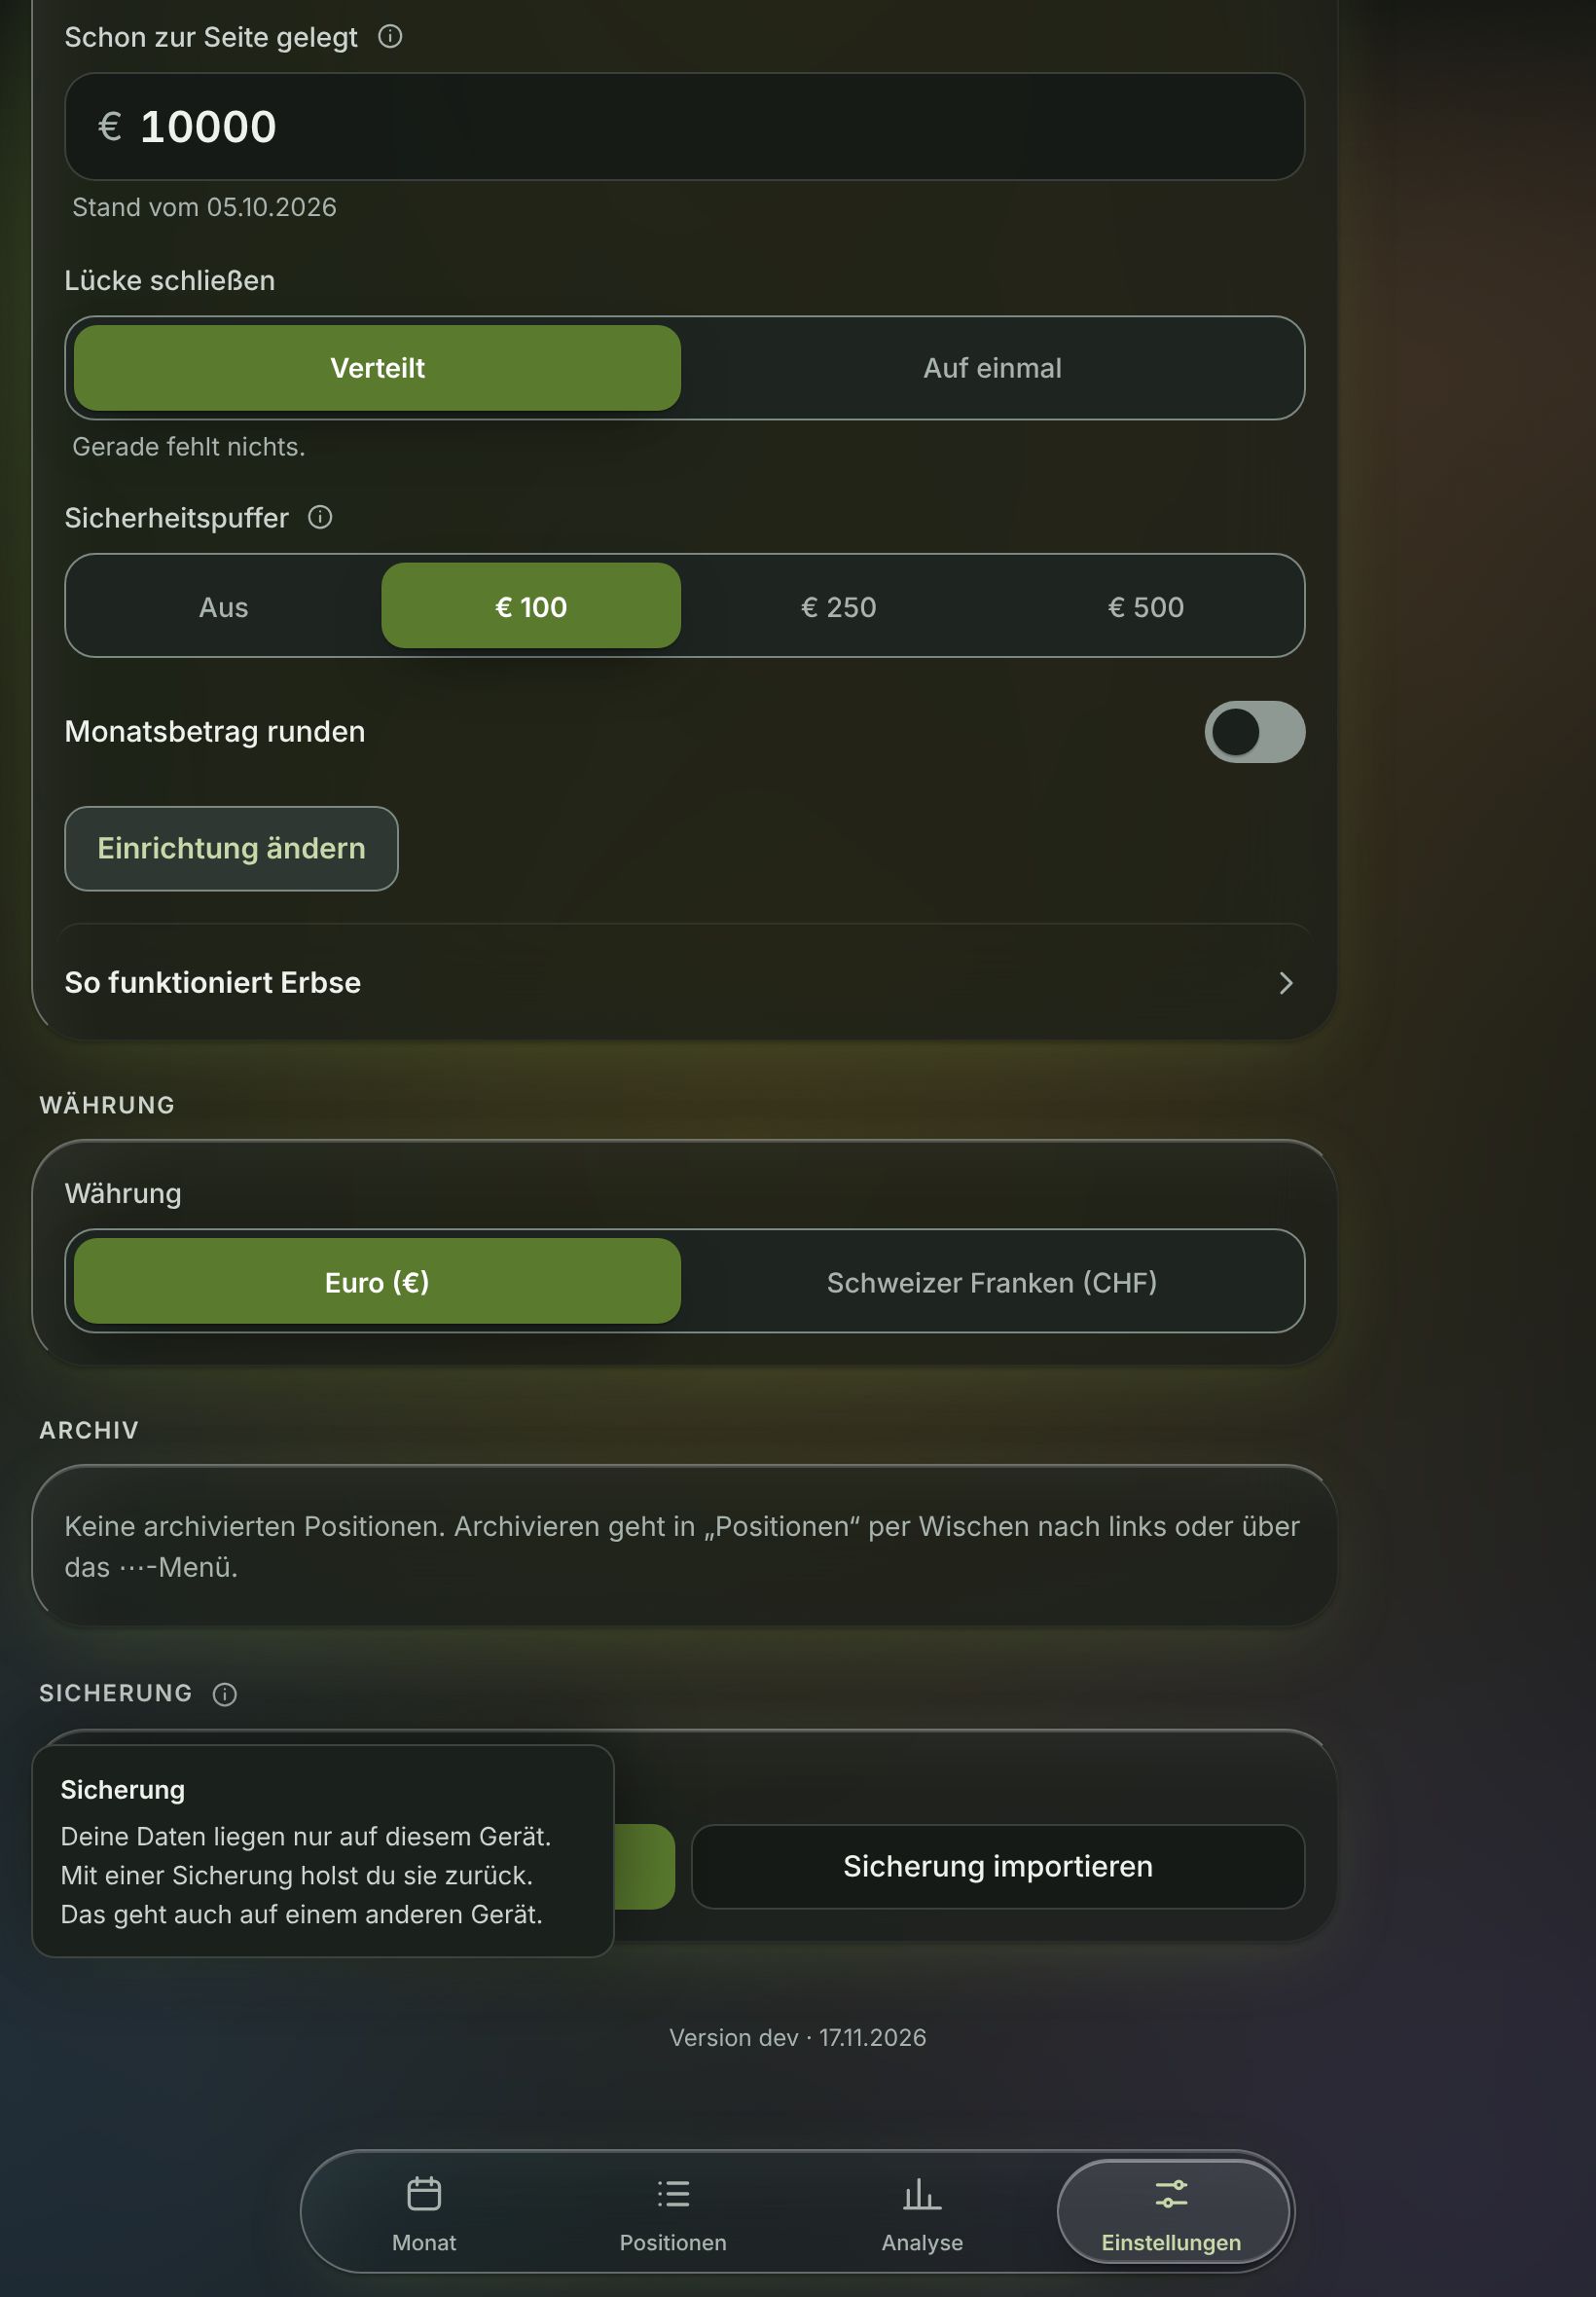 Schon zur Seite gelegt
€ 10000
Stand vom 05.10.2026
Lücke schließen
Verteilt
Auf einmal
Gerade fehlt nichts.
Sicherheitspuffer
Aus
€ 100
€ 250
€ 500
Monatsbetrag runden
Einrichtung ändern
So funktioniert Erbse
WÄHRUNG
Währung
Euro (€)
Schweizer Franken (CHF)
ARCHIV
Keine archivierten Positionen. Archivieren geht in „Positionen“ per Wischen nach links oder über
das ···-Menü.
SICHERUNG
Sicherung
Deine Daten liegen nur auf diesem Gerät.
Mit einer Sicherung holst du sie zurück.
Das geht auch auf einem anderen Gerät.
Sicherung importieren
Version dev · 17.11.2026
Monat
Positionen
Analyse
Einstellungen